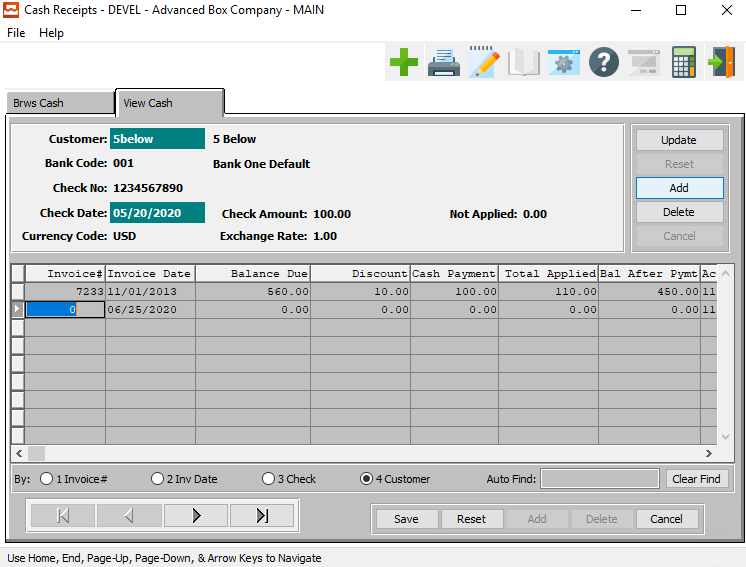 Cash Receipts - DEVEL - Advanced Box Company - MAIN
File Help
Brws Cash View Cash
Customer: 5below 5 Below
Bank Code: 001 Bank One Default
Check No: 1234567890
Check Date: 05/20/2020 Check Amount: 100.00 Not Applied: 0.00
Currency Code: USD Exchange Rate: 1.00
Update
Reset
Add
Delete
Cancel
Invoice# Invoice Date Balance Due Discount Cash Payment Total Applied Bal After Pymt Ac
7233 11/01/2013 560.00 10.00 100.00 110.00 450.00 11
0 06/25/2020 0.00 0.00 0.00 0.00 0.00 11
By: 1 Invoice# 2 Inv Date 3 Check 4 Customer Auto Find: Clear Find
Save Reset Add Delete Cancel
Use Home, End, Page-Up, Page-Down, & Arrow Keys to Navigate